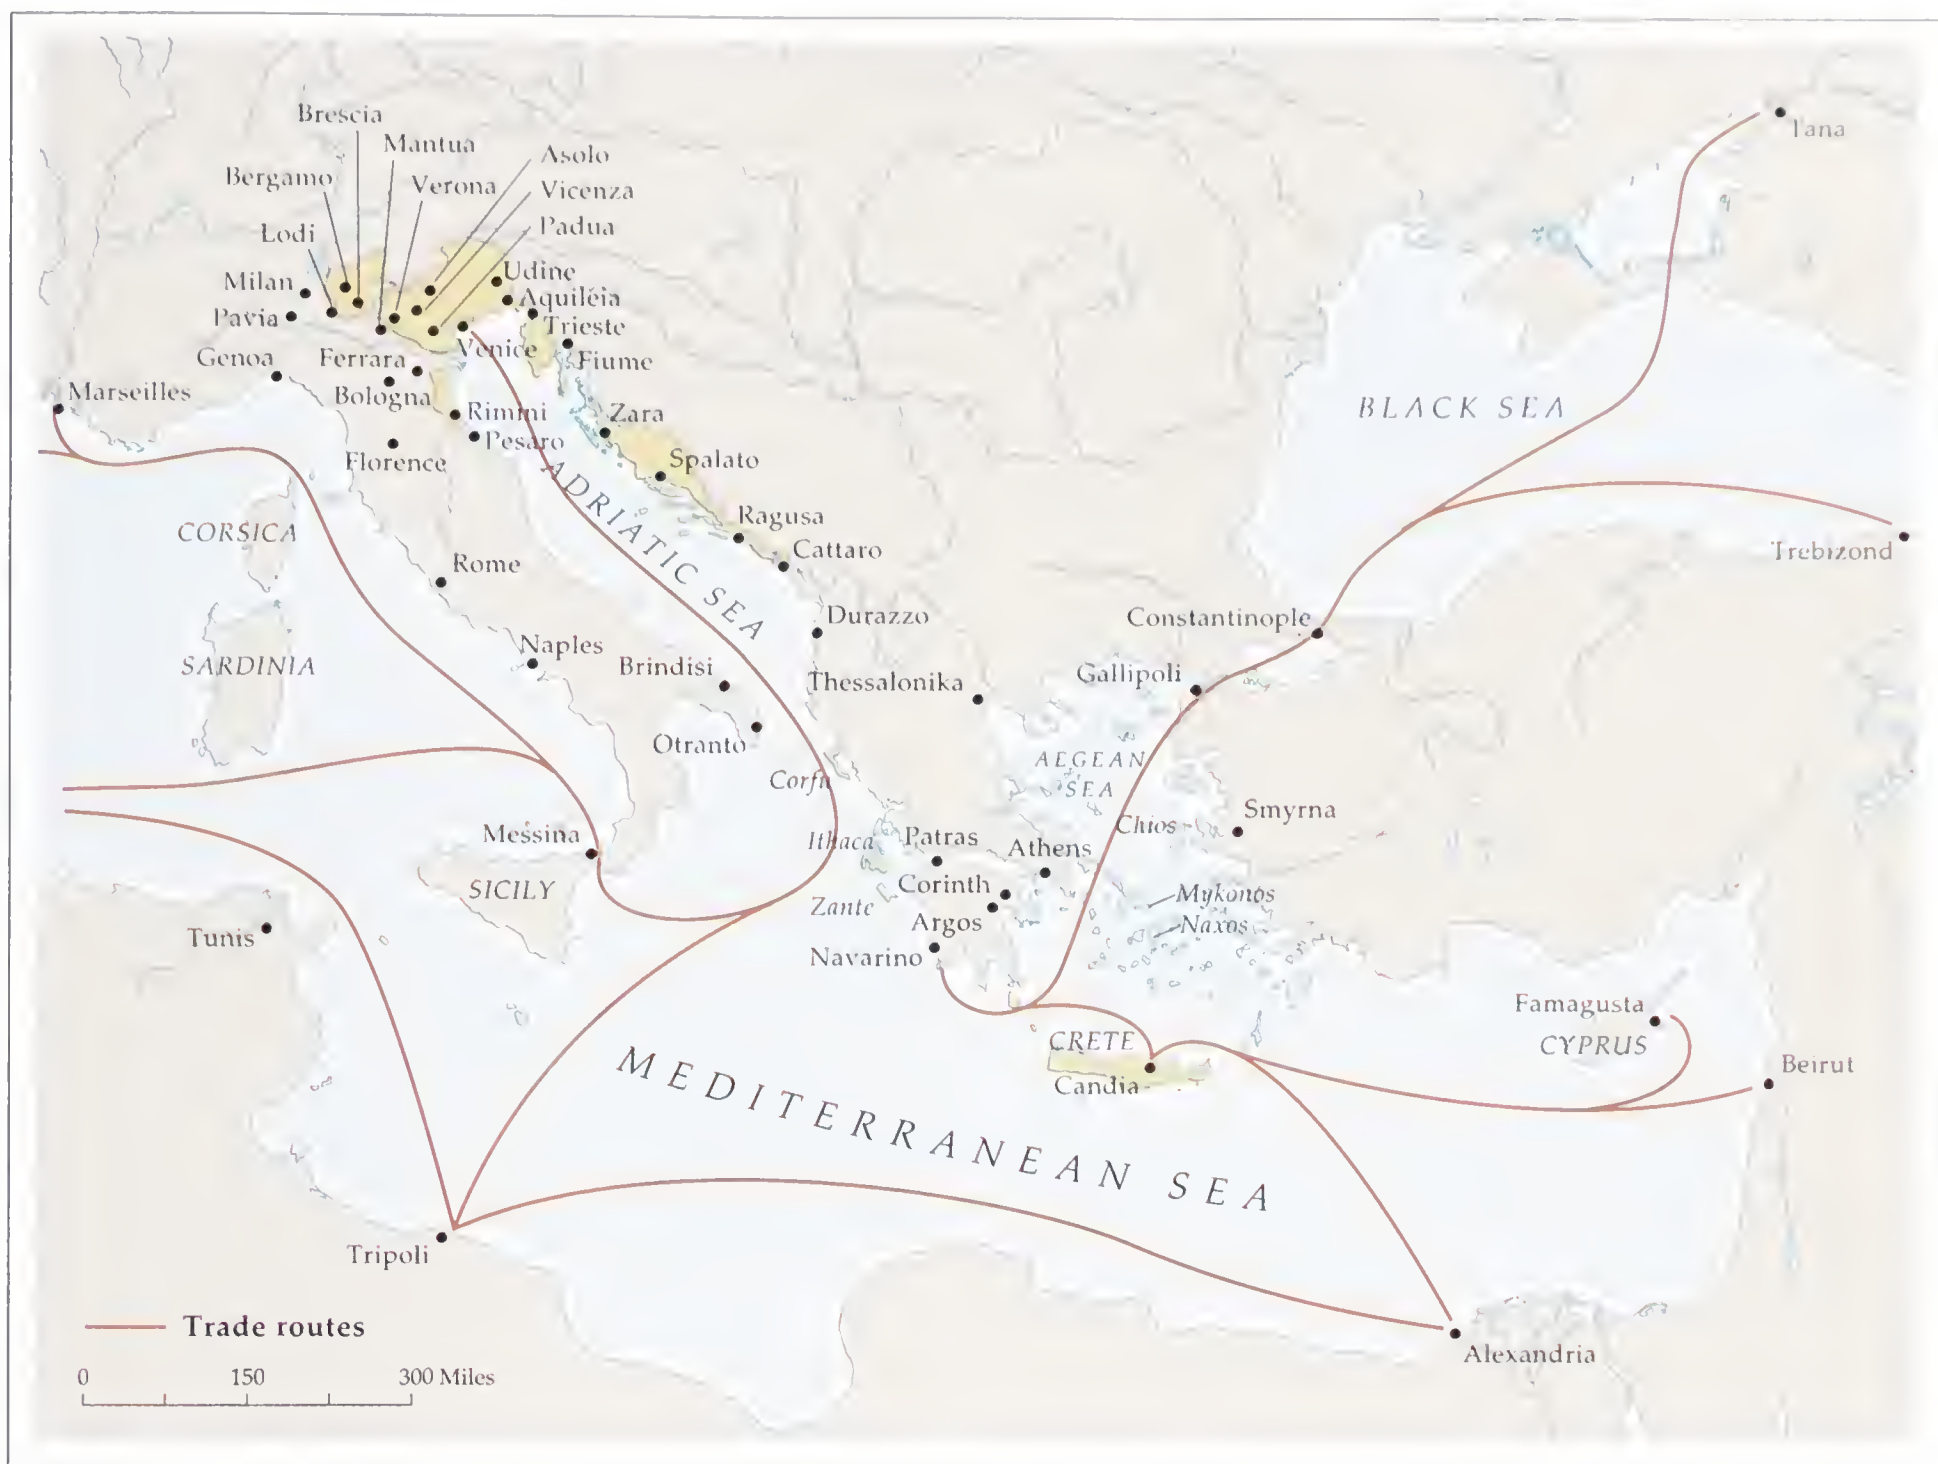 Brescia
Mantua
Asolo
Bergamo
Verona
Vicenza
Lodi
Padua
Milan
Udine
Aquiléia
Pavia
Trieste
Venice
Genoa
Ferrara
Fiume
Marseilles
Bologna
Rimini
Zara
Pesaro
Florence
Spalato
ADRIATIC SEA
CORSICA
Ragusa
Cattaro
Rome
Durazzo
Naples
SARDINIA
Brindisi
Thessalonika
Otranto
Corfu
Tana
BLACK SEA
Trebizond
Constantinople
Gallipoli
AEGEAN
SEA
Smyrna
Chios
Messina
Ithaca
Patras
Athens
SICILY
Corinth
Mykonos
Zante
Argos
Naxos
Tunis
Navarino
Famagusta
CYPRUS
CRETE
Beirut
Candia
MEDITERRANEAN SEA
Tripoli
Alexandria
Trade routes
0 150 300 Miles